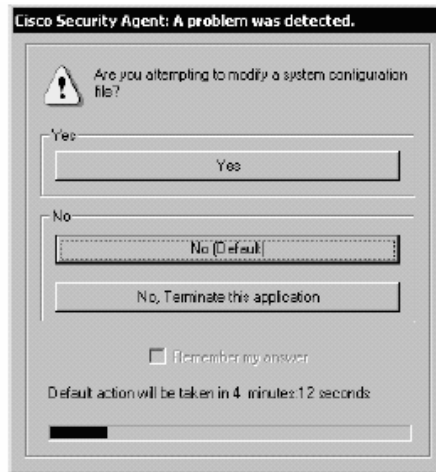 Cisco Security Agent: A problem was detected.
Are you attempting to modify a system configuration
file?
Yes
Yes
No
No (Default)
No, Terminate this application
Remember my answer
Default action will be taken in 4 minutes:12 seconds